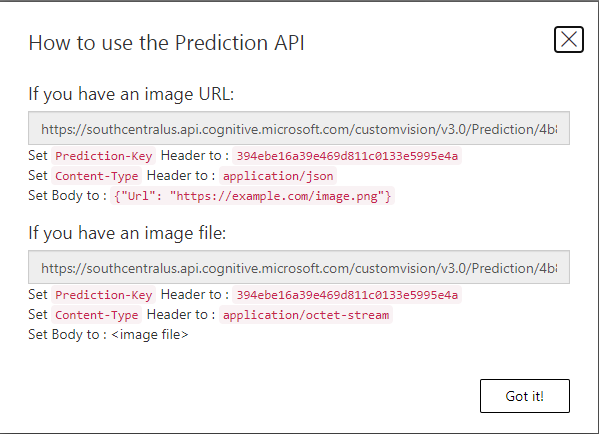 How to use the Prediction API
If you have an image URL:
https://southcentralus.api.cognitive.microsoft.com/customvision/v3.0/Prediction/4b8
Set Prediction-Key Header to : 394ebe16a39e469d811c0133e5995e4a
Set Content-Type Header to : application/json
Set Body to : {"Url": "https://example.com/image.png"}
If you have an image file:
https://southcentralus.api.cognitive.microsoft.com/customvision/v3.0/Prediction/4b8
Set Prediction-Key Header to : 394ebe16a39e469d811c0133e5995e4a
Set Content-Type Header to : application/octet-stream
Set Body to : <image file>
Got it!